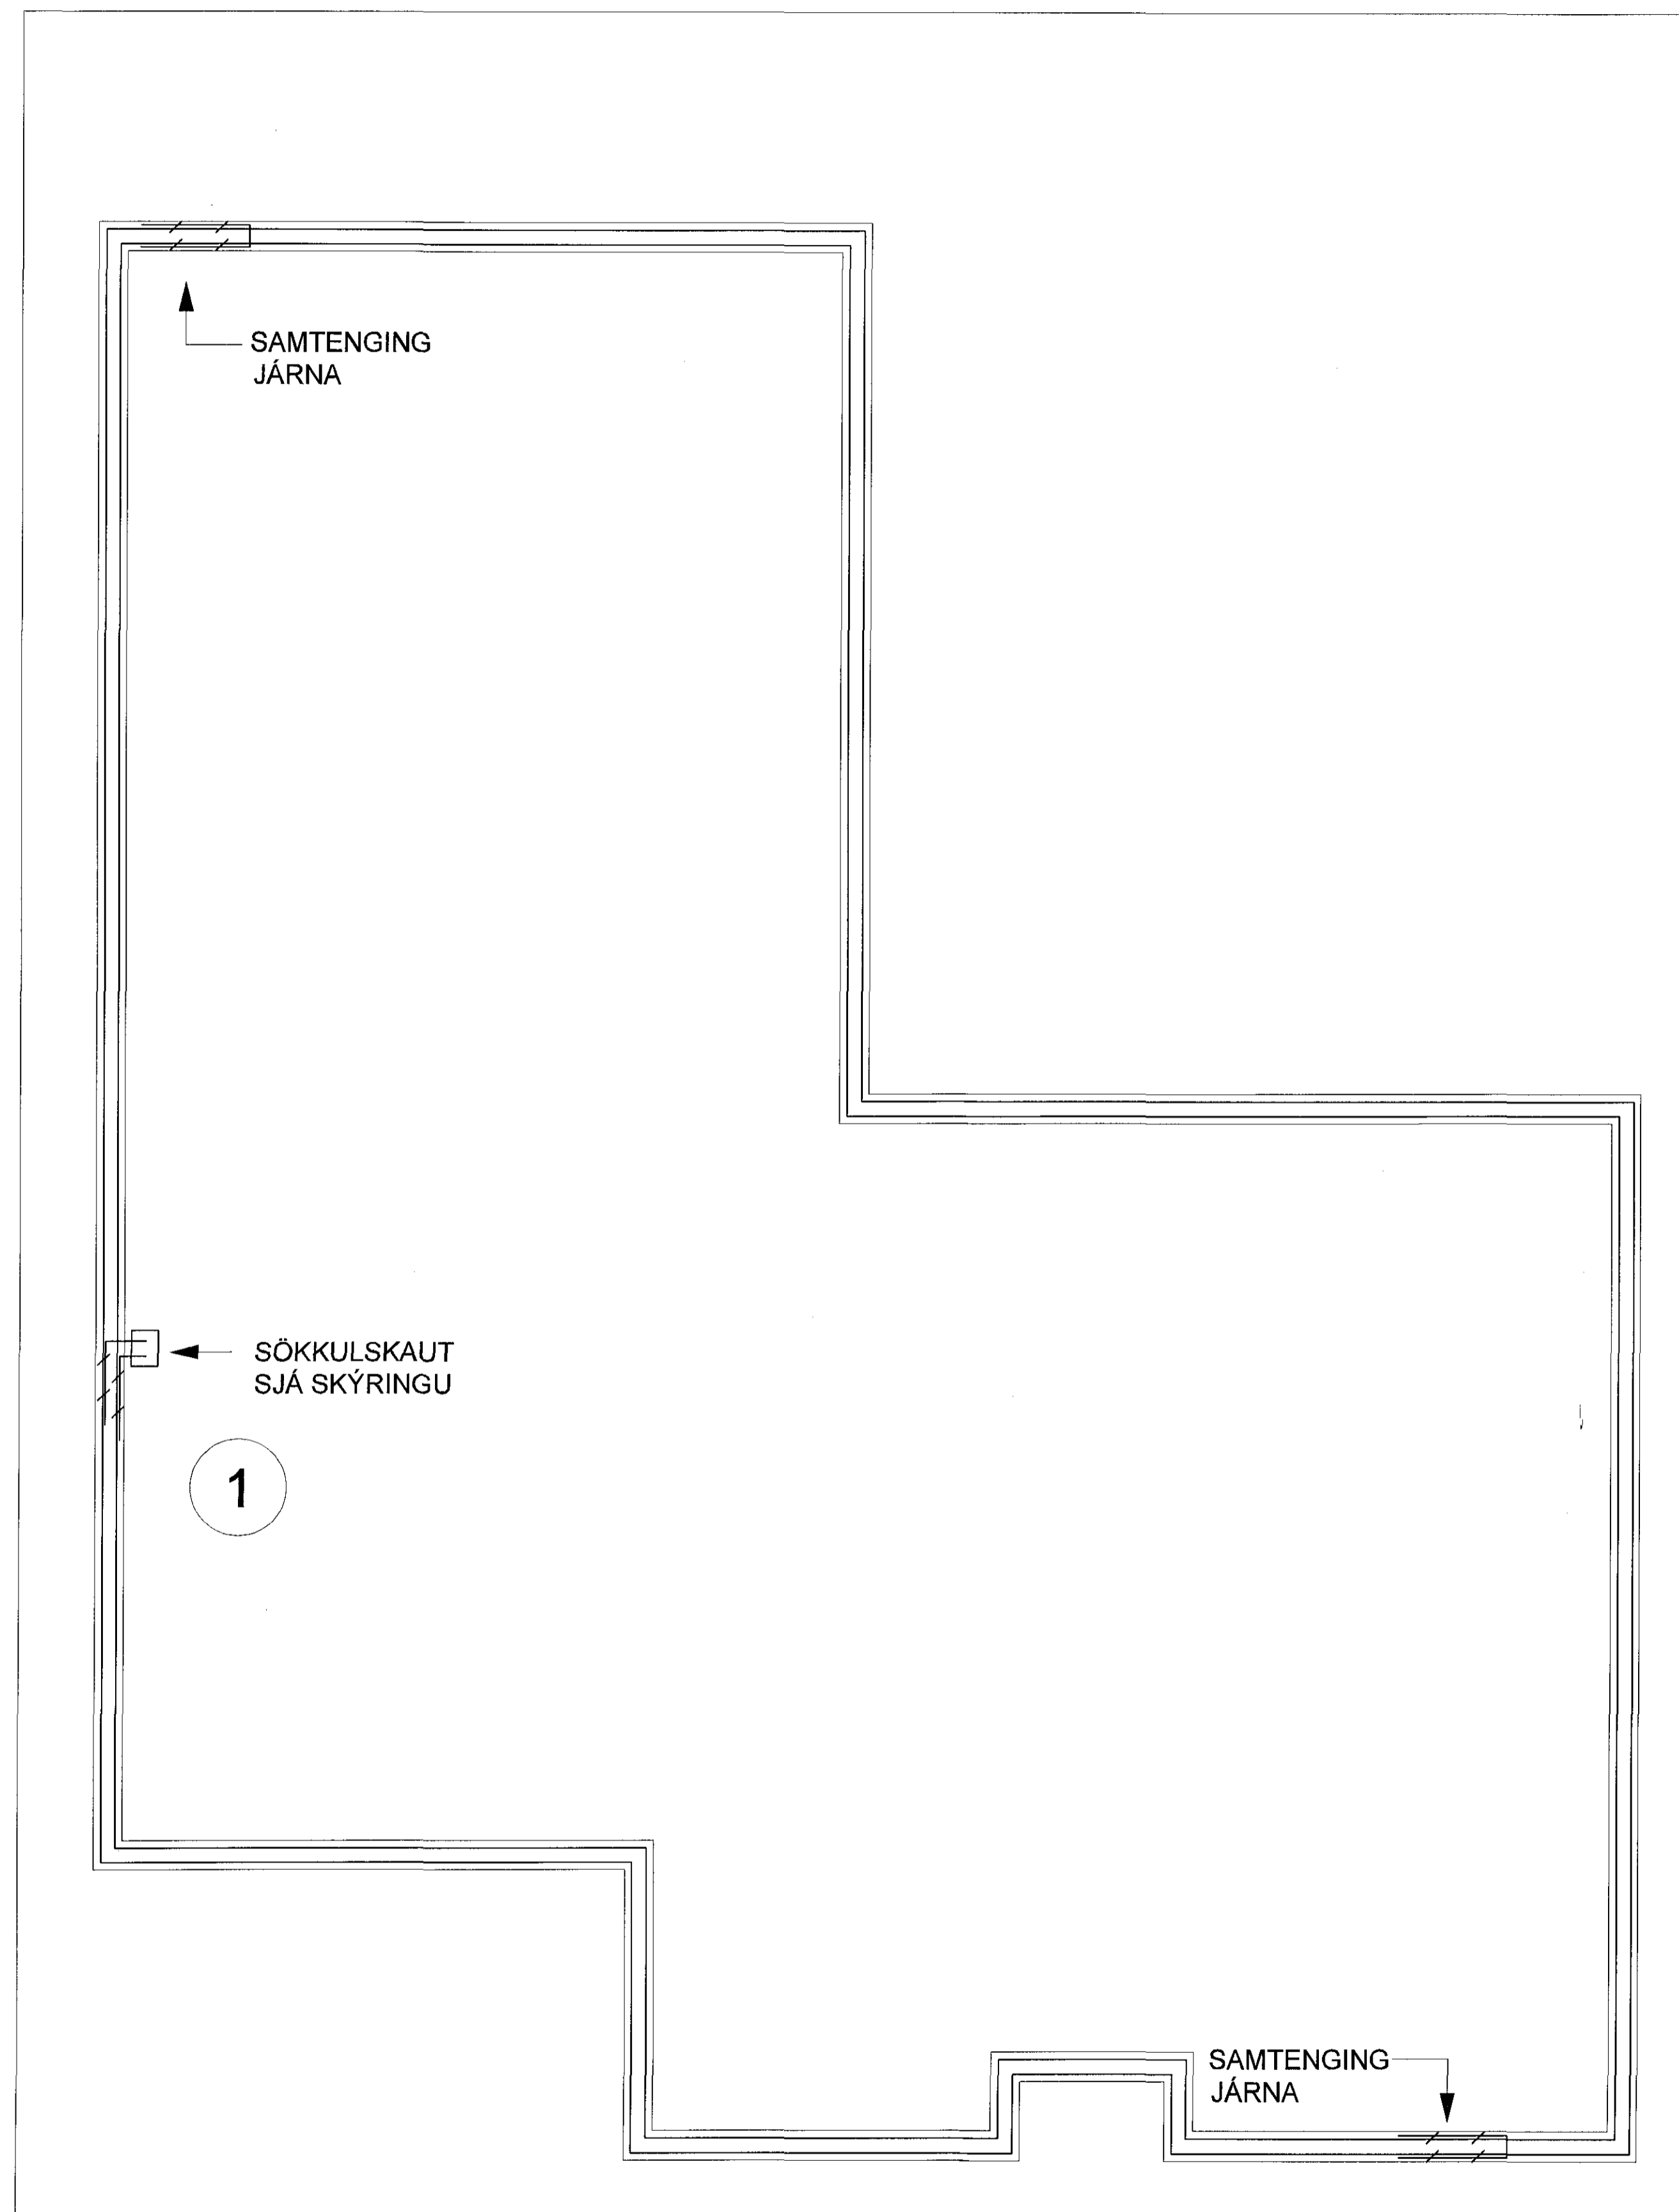 SAMTENGING
JÁRNA
SÖKKULSKAUT
SJÁ SKÝRINGU
1
SAMTENGING
JÁRNA